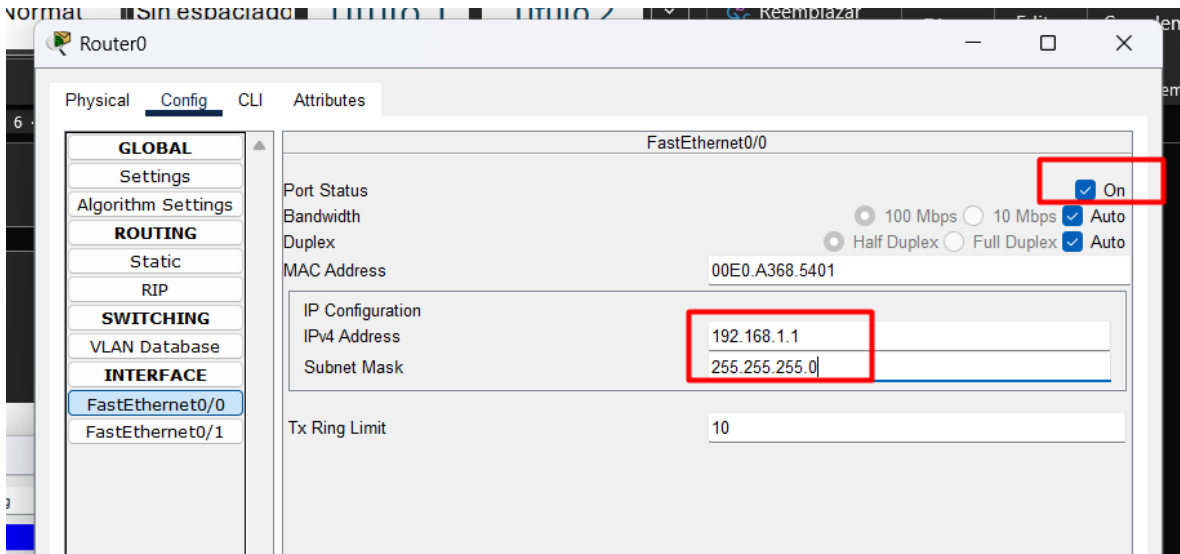 Normal Sin espaciado Título 1 Título 2 Reemplazar
Router0
Physical Config CLI Attributes
6
GLOBAL
Settings
Algorithm Settings
ROUTING
Static
RIP
SWITCHING
VLAN Database
INTERFACE
FastEthernet0/0
FastEthernet0/1
FastEthernet0/0
Port Status On
Bandwidth 100 Mbps 10 Mbps Auto
Duplex Half Duplex Full Duplex Auto
MAC Address 00E0.A368.5401
IP Configuration
IPv4 Address 192.168.1.1
Subnet Mask 255.255.255.0
Tx Ring Limit 10